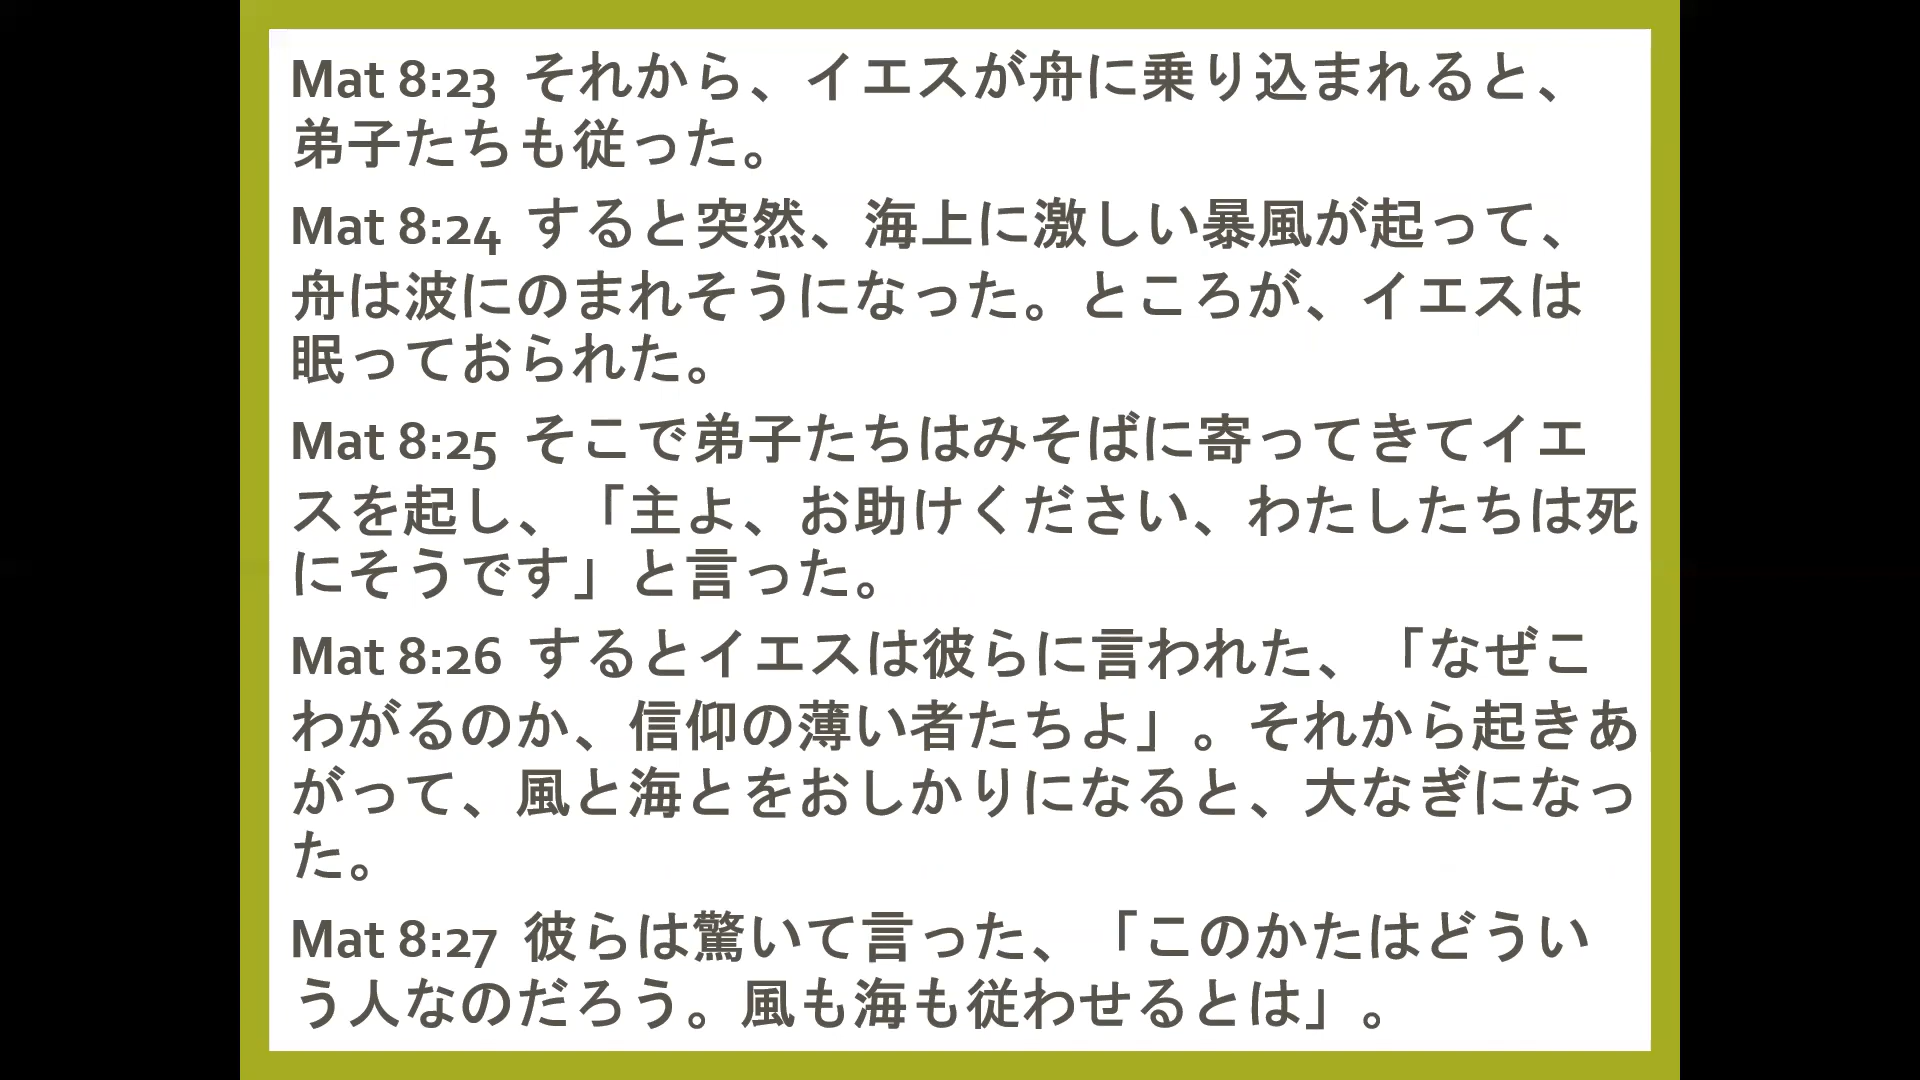 Mat 8:23 それから、イエスが舟に乗り込まれると、
弟子たちも従った。
Mat 8:24 すると突然、海上に激しい暴風が起って、
舟は波にのまれそうになった。ところが、イエスは
眠っておられた。
Mat 8:25 そこで弟子たちはみそばに寄ってきてイエ
スを起し、「主よ、お助けください、わたしたちは死
にそうです」と言った。
Mat 8:26 するとイエスは彼らに言われた、「なぜこ
わがるのか、信仰の薄い者たちよ」。それから起きあ
がって、風と海とをおしかりになると、大なぎになっ
た。
Mat 8:27 彼らは驚いて言った、「このかたはどうい
う人なのだろう。風も海も従わせるとは」。